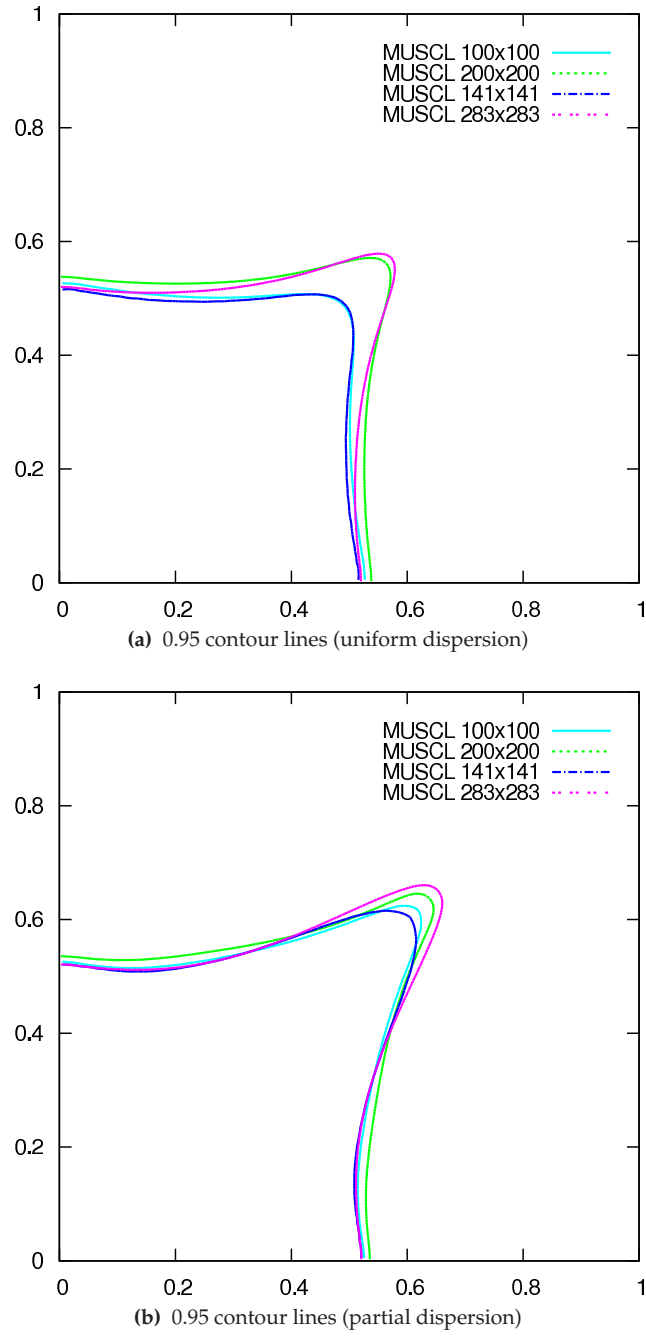 1
MUSCL 100x100
MUSCL 200x200
0.8
MUSCL 141x141
MUSCL 283x283
0.6
0.4
0.2
0
0 0.2 0.4 0.6 0.8 1
(a) 0.95 contour lines (uniform dispersion)
1
MUSCL 100x100
MUSCL 200x200
MUSCL 141x141
0.8
MUSCL 283x283
0.6
0.4
0.2
0
0 0.2 0.4 0.6 0.8 1
(b) 0.95 contour lines (partial dispersion)